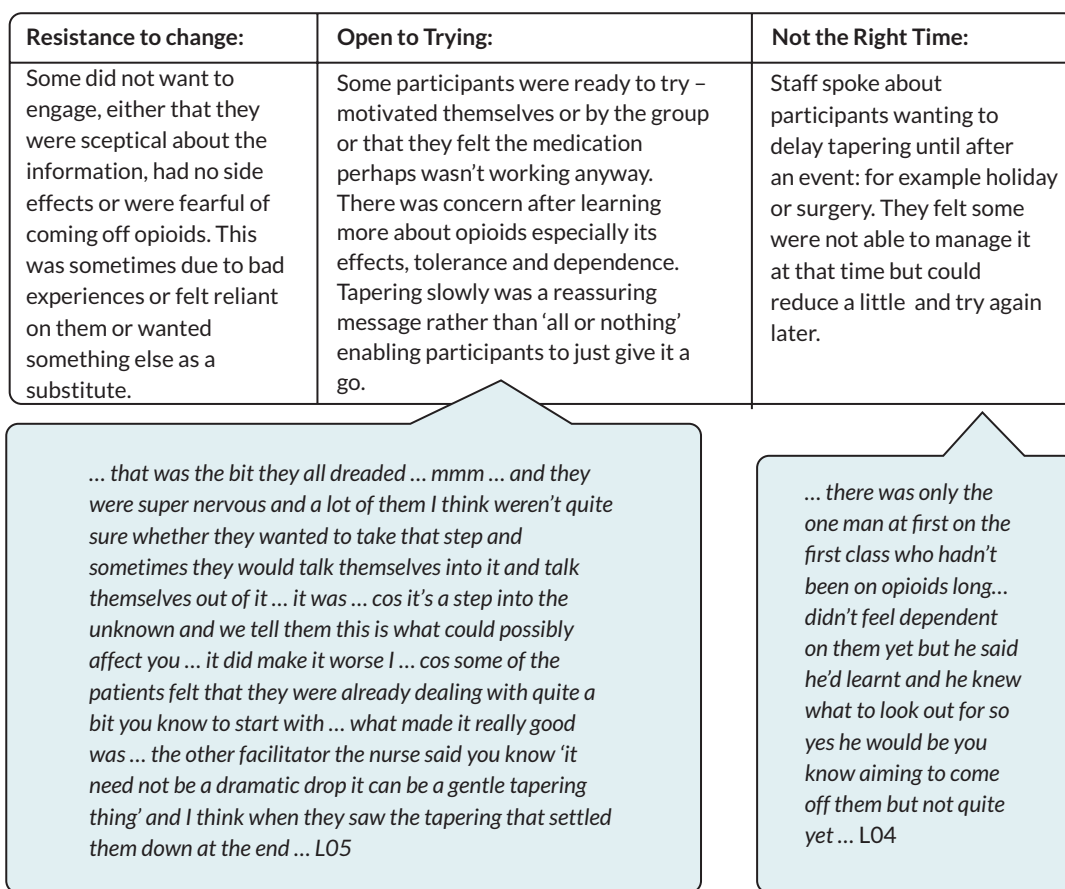 Resistance to change:
Some did not want to
engage, either that they
were sceptical about the
information, had no side
effects or were fearful of
coming off opioids. This
was sometimes due to bad
experiences or felt reliant
on them or wanted
something else as a
substitute.
Open to Trying:
Some participants were ready to try –
motivated themselves or by the group
or that they felt the medication
perhaps wasn’t working anyway.
There was concern after learning
more about opioids especially its
effects, tolerance and dependence.
Tapering slowly was a reassuring
message rather than ‘all or nothing’
enabling participants to just give it a
go.
Not the Right Time:
Staff spoke about
participants wanting to
delay tapering until after
an event: for example holiday
or surgery. They felt some
were not able to manage it
at that time but could
reduce a little and try again
later.
... that was the bit they all dreaded ... mmm ... and they
were super nervous and a lot of them I think weren’t quite
sure whether they wanted to take that step and
sometimes they would talk themselves into it and talk
themselves out of it ... it was ... cos it’s a step into the
unknown and we tell them this is what could possibly
affect you ... it did make it worse I ... cos some of the
patients felt that they were already dealing with quite a
bit you know to start with ... what made it really good
was ... the other facilitator the nurse said you know ‘it
need not be a dramatic drop it can be a gentle tapering
thing’ and I think when they saw the tapering that settled
them down at the end ... L05
... there was only the
one man at first on the
first class who hadn’t
been on opioids long...
didn’t feel dependent
on them yet but he said
he’d learnt and he knew
what to look out for so
yes he would be you
know aiming to come
off them but not quite
yet ... L04